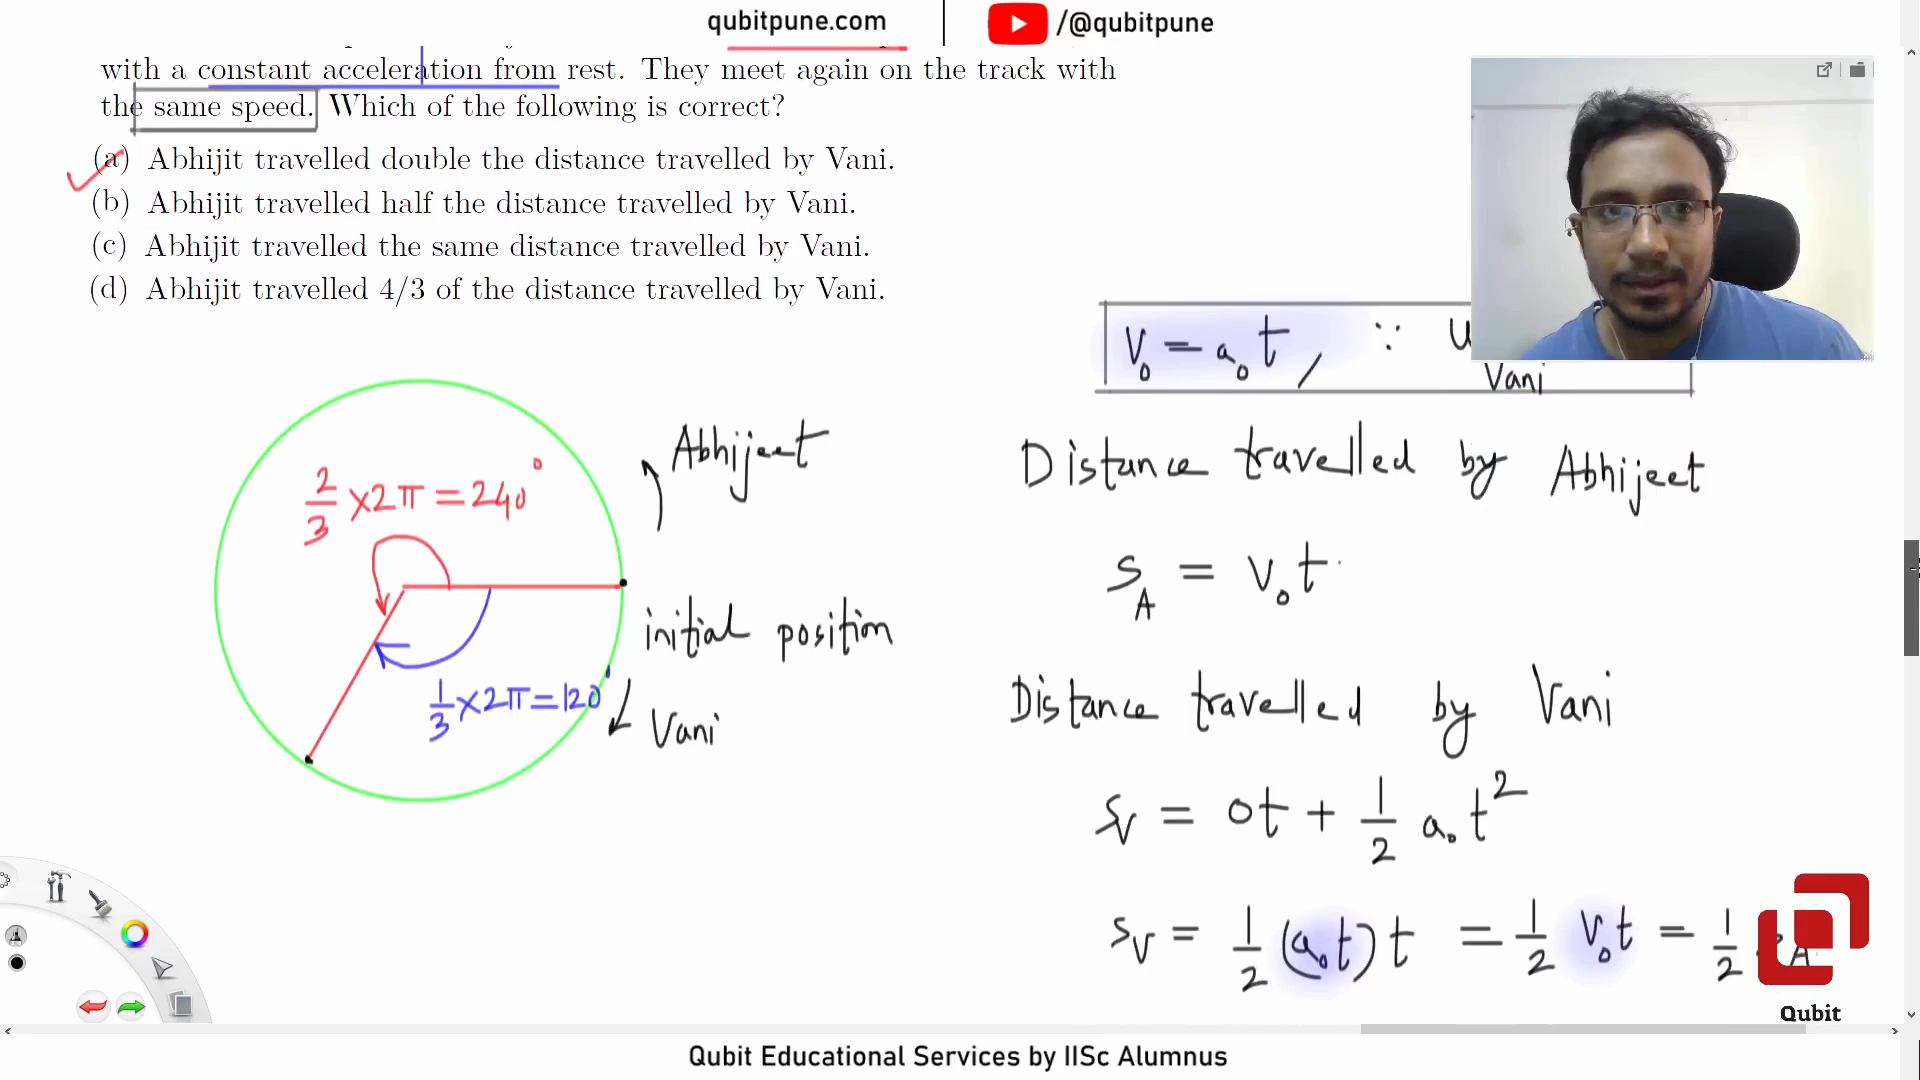 qubitpune.com | /@qubitpune
with a constant acceleration from rest. They meet again on the track with
the same speed. Which of the following is correct?
(a) Abhijit travelled double the distance travelled by Vani.
(b) Abhijit travelled half the distance travelled by Vani.
(c) Abhijit travelled the same distance travelled by Vani.
(d) Abhijit travelled 4/3 of the distance travelled by Vani.
V₀ = a₀t, ∵ u
Vani
Abhijeet
2/3 × 2π = 240°
initial position
1/3 × 2π = 120°
Vani
Distance travelled by Abhijeet
S_A = V₀t
Distance travelled by Vani
S_V = 0t + 1/2 a₀t²
S_V = 1/2 (a₀t) t = 1/2 V₀t = 1/2
Qubit
Qubit Educational Services by IISc Alumnus